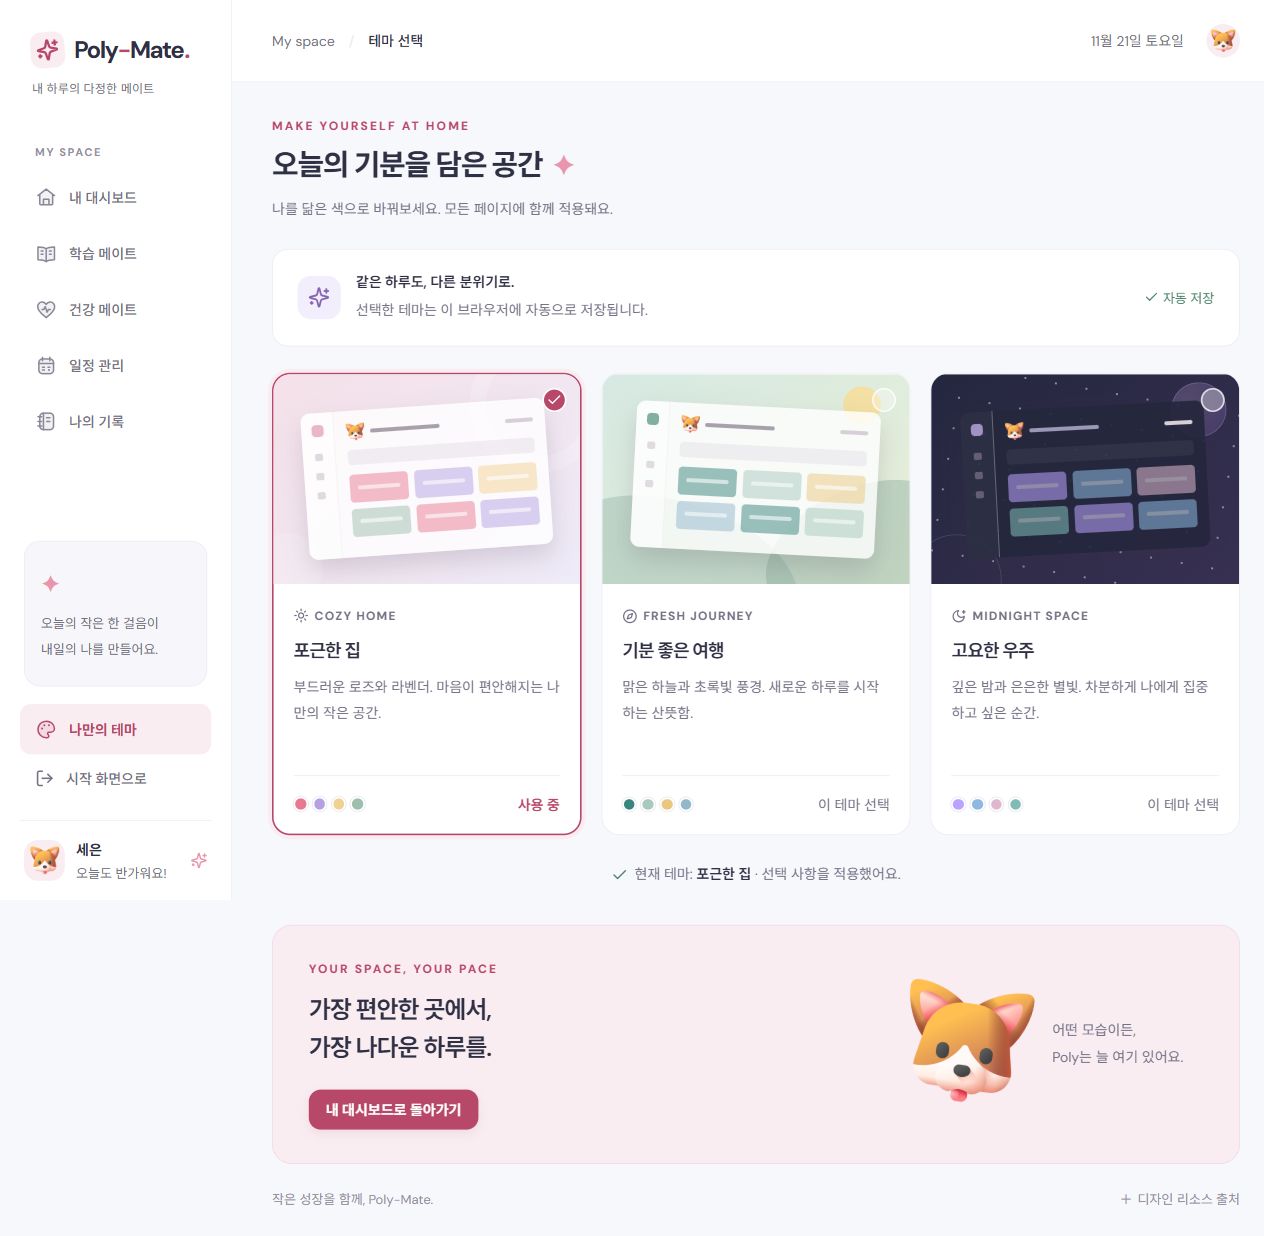 Poly-Mate.
내 하루의 다정한 메이트
MY SPACE
내 대시보드
학습 메이트
건강 메이트
일정 관리
나의 기록
오늘의 작은 한 걸음이
내일의 나를 만들어요.
나만의 테마
시작 화면으로
세은
오늘도 반가워요!
My space / 테마 선택
11월 21일 토요일
MAKE YOURSELF AT HOME
오늘의 기분을 담은 공간
나를 닮은 색으로 바꿔보세요. 모든 페이지에 함께 적용돼요.
같은 하루도, 다른 분위기로.
선택한 테마는 이 브라우저에 자동으로 저장됩니다.
자동 저장
COZY HOME
포근한 집
부드러운 로즈와 라벤더. 마음이 편안해지는 나
만의 작은 공간.
사용 중
FRESH JOURNEY
기분 좋은 여행
맑은 하늘과 초록빛 풍경. 새로운 하루를 시작
하는 산뜻함.
이 테마 선택
MIDNIGHT SPACE
고요한 우주
깊은 밤과 은은한 별빛. 차분하게 나에게 집중
하고 싶은 순간.
이 테마 선택
현재 테마: 포근한 집 · 선택 사항을 적용했어요.
YOUR SPACE, YOUR PACE
가장 편안한 곳에서,
가장 나다운 하루를.
내 대시보드로 돌아가기
어떤 모습이든,
Poly는 늘 여기 있어요.
작은 성장을 함께, Poly-Mate.
+ 디자인 리소스 출처